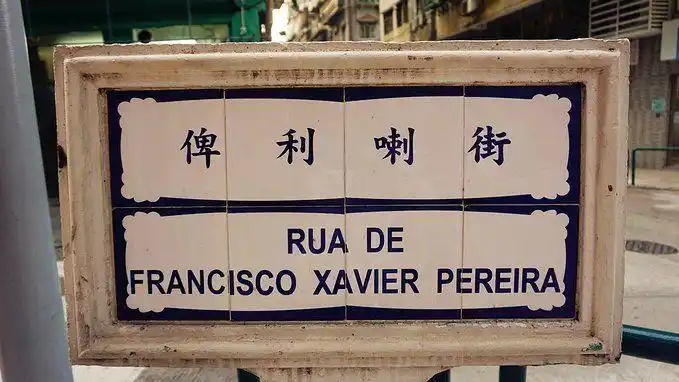 俾利喇街
RUA DE
FRANCISCO XAVIER PEREIRA